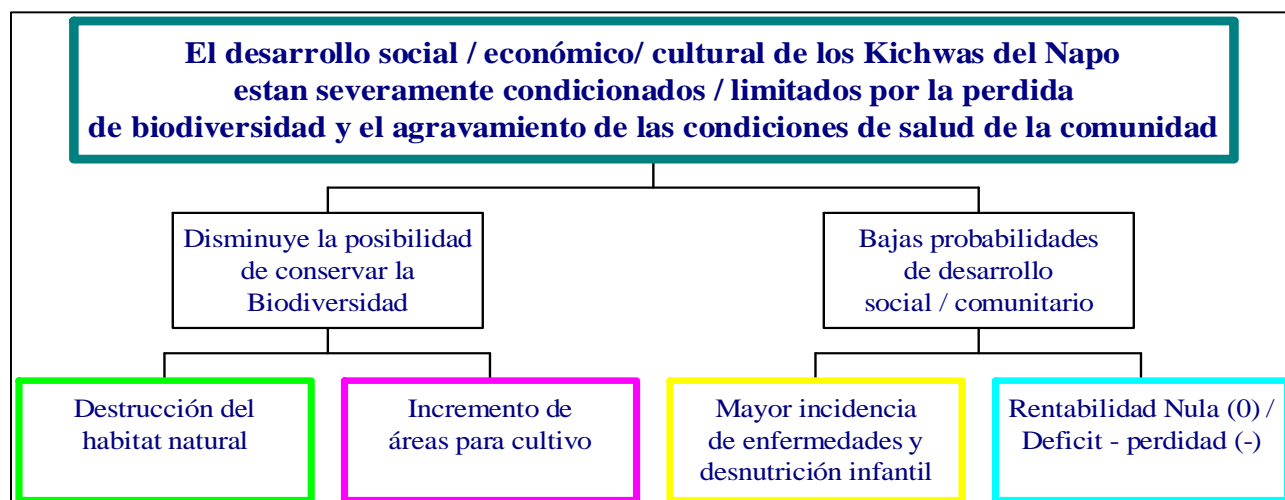 El desarrollo social / económico/ cultural de los Kichwas del Napo
estan severamente condicionados / limitados por la perdida
de biodiversidad y el agravamiento de las condiciones de salud de la comunidad
Disminuye la posibilidad
de conservar la
Biodiversidad
Bajas probabilidades
de desarrollo
social / comunitario
Destrucción del
habitat natural
Incremento de
áreas para cultivo
Mayor incidencia
de enfermedades y
desnutrición infantil
Rentabilidad Nula (0) /
Deficit - perdidad (-)